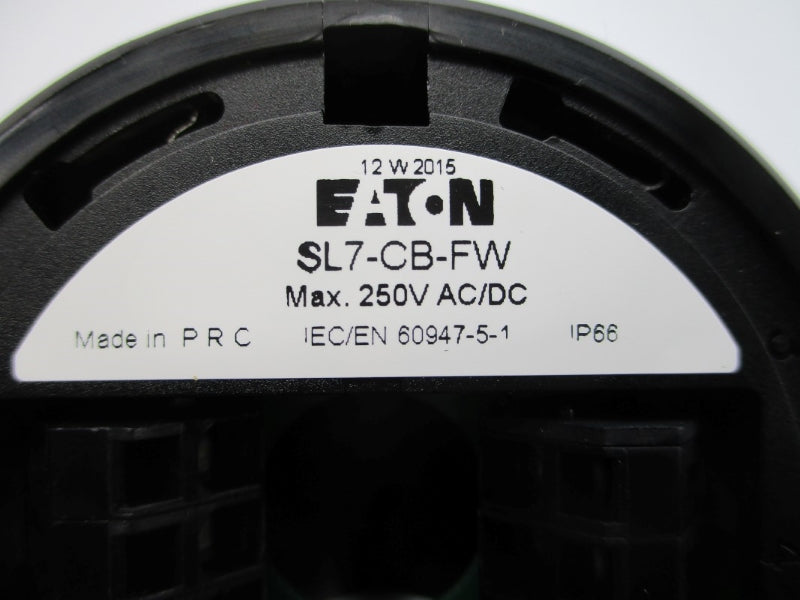 12 W 2015
EATON
SL7-CB-FW
Max. 250V AC/DC
Made in P R C IEC/EN 60947-5-1 IP66